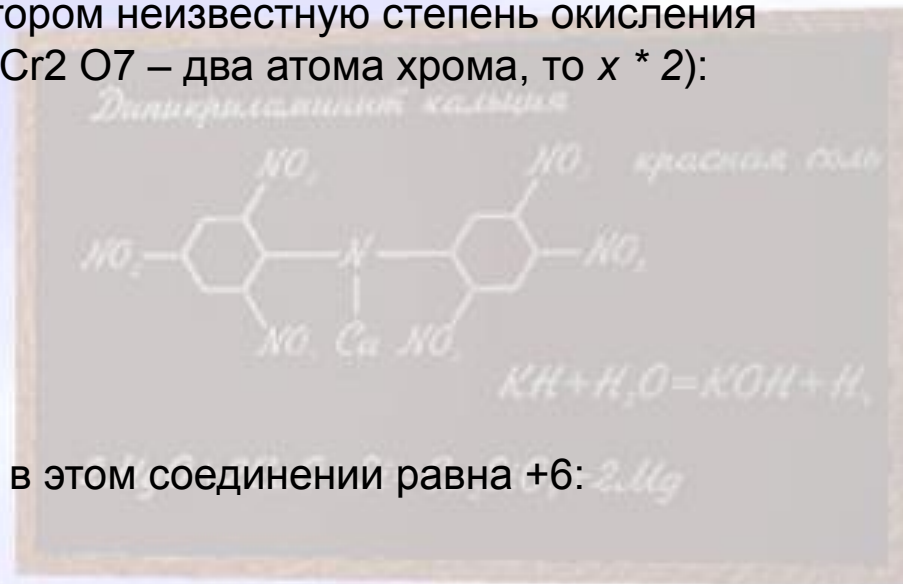 тором неизвестную степень окисления
Cr2 O7 – два атома хрома, то x * 2):
Дипикриламинат кальция
NO₂ NO₂ красная соль
NO₂ N NO₂
NO₂ Ca NO₂
KH+H₂O=KOH+H₂
в этом соединении равна +6:
2Mg